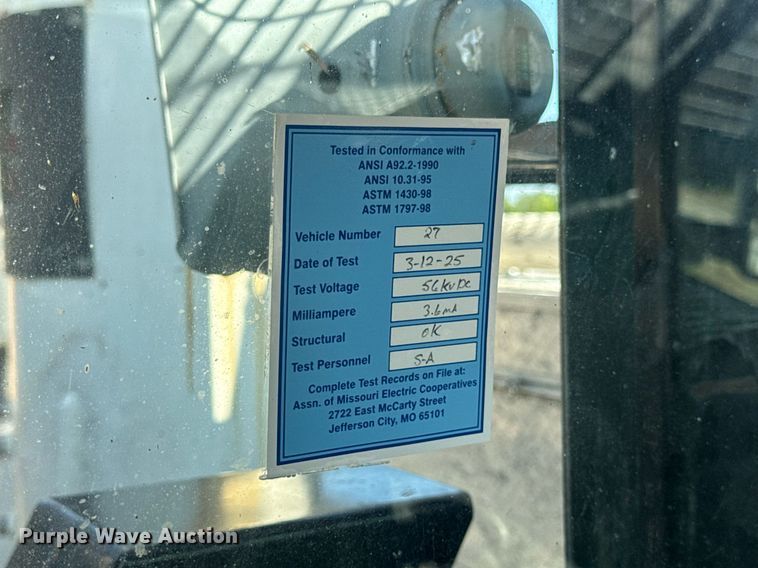 Tested in Conformance with
ANSI A92.2-1990
ANSI 10.31-95
ASTM 1430-98
ASTM 1797-98
Vehicle Number 27
Date of Test 3-12-25
Test Voltage 56KvDc
Milliampere 3.6mA
Structural OK
Test Personnel S-A
Complete Test Records on File at:
Assn. of Missouri Electric Cooperatives
2722 East McCarty Street
Jefferson City, MO 65101
Purple Wave Auction